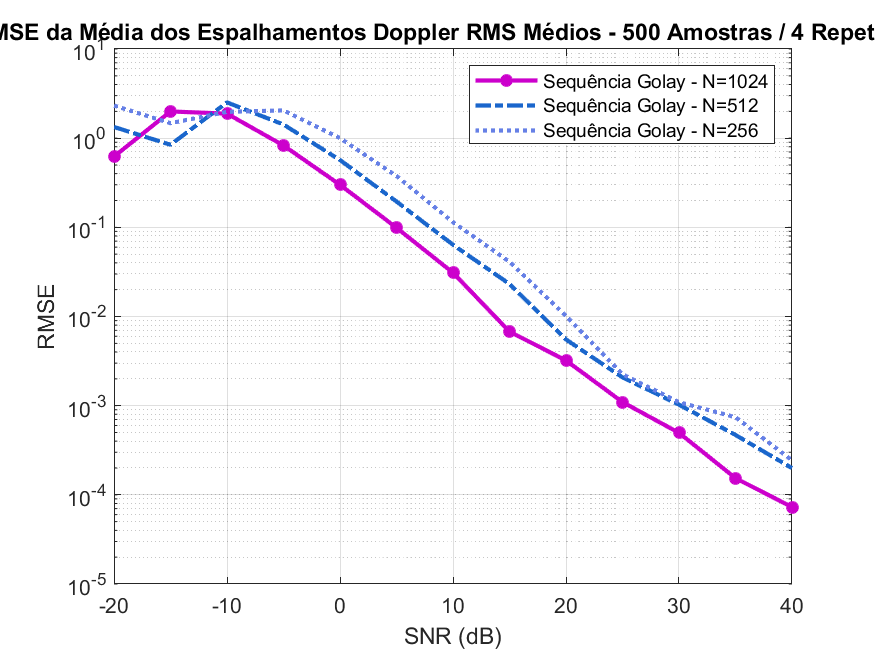 MSE da Média dos Espalhamentos Doppler RMS Médios - 500 Amostras / 4 Repet
Sequência Golay - N=1024
Sequência Golay - N=512
Sequência Golay - N=256
RMSE
10^1
10^0
10^-1
10^-2
10^-3
10^-4
10^-5
-20 -10 0 10 20 30 40
SNR (dB)